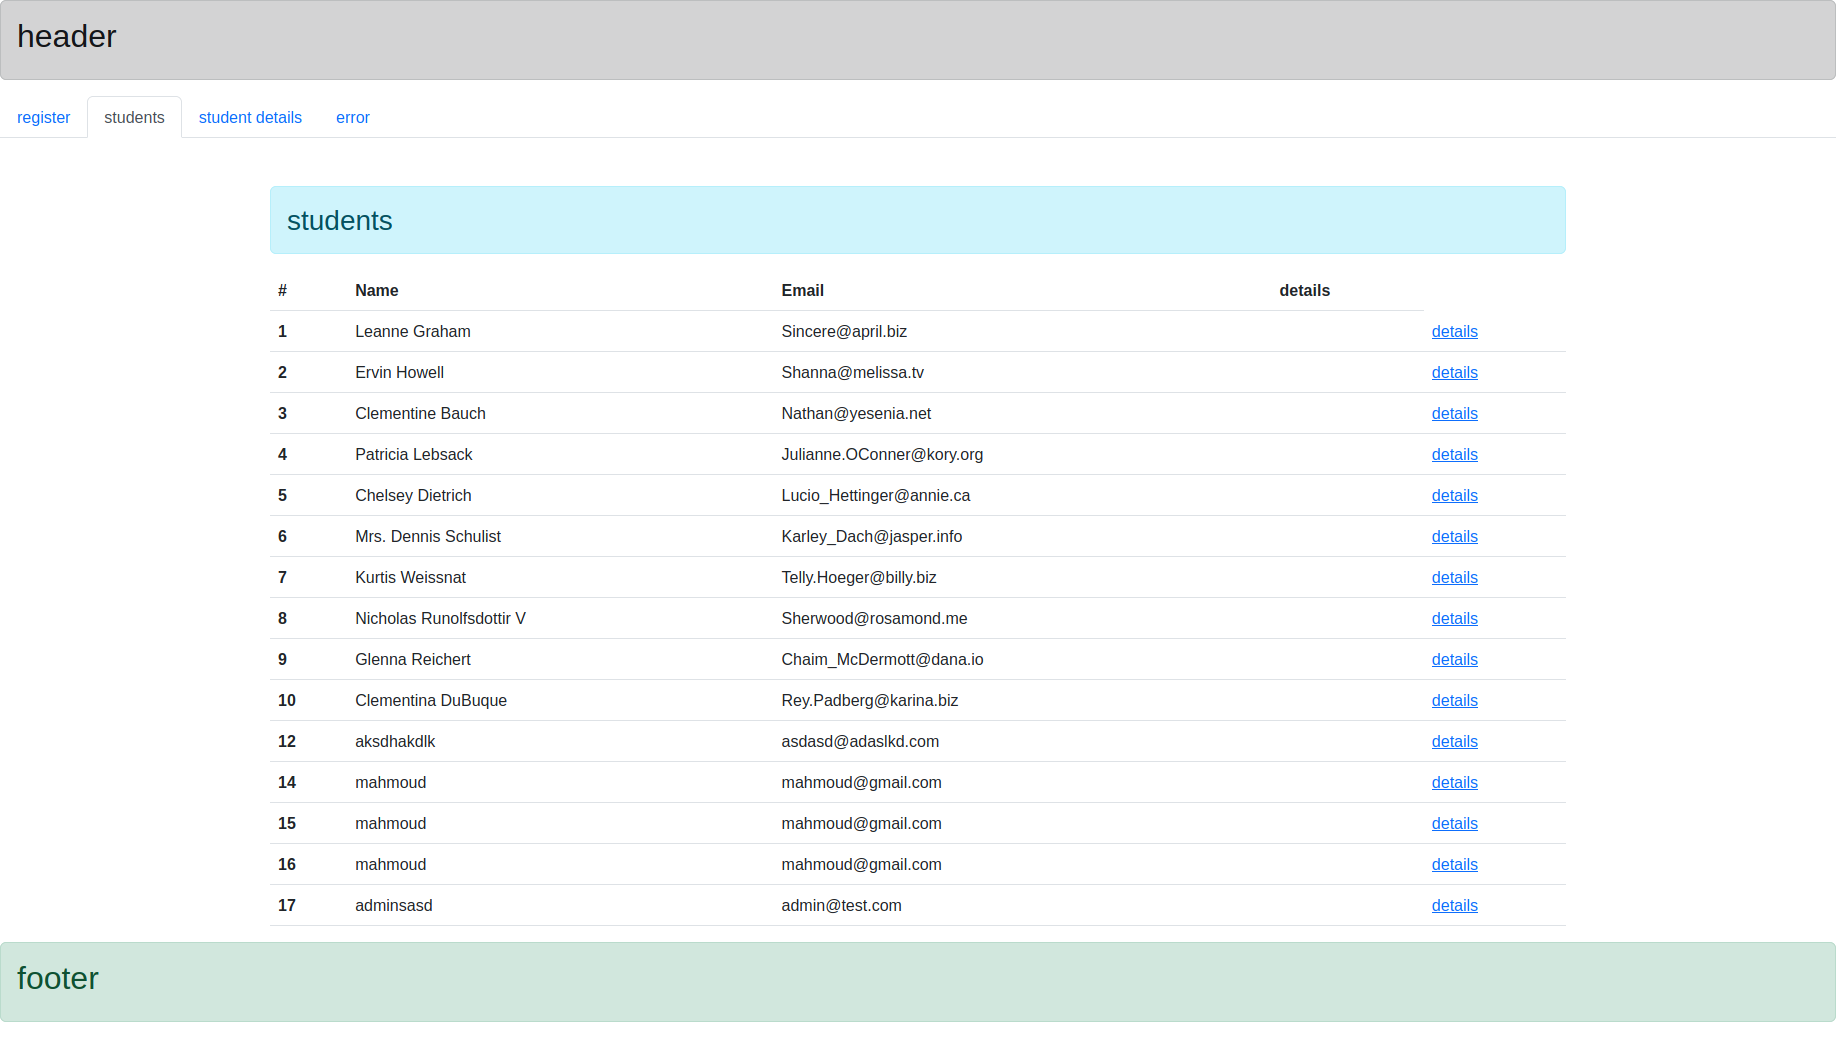 header
register students student details error
students
# Name Email details
1 Leanne Graham Sincere@april.biz details
2 Ervin Howell Shanna@melissa.tv details
3 Clementine Bauch Nathan@yesenia.net details
4 Patricia Lebsack Julianne.OConner@kory.org details
5 Chelsey Dietrich Lucio_Hettinger@annie.ca details
6 Mrs. Dennis Schulist Karley_Dach@jasper.info details
7 Kurtis Weissnat Telly.Hoeger@billy.biz details
8 Nicholas Runolfsdottir V Sherwood@rosamond.me details
9 Glenna Reichert Chaim_McDermott@dana.io details
10 Clementina DuBuque Rey.Padberg@karina.biz details
12 aksdhakdlk asdasd@adaslkd.com details
14 mahmoud mahmoud@gmail.com details
15 mahmoud mahmoud@gmail.com details
16 mahmoud mahmoud@gmail.com details
17 adminsasd admin@test.com details
footer